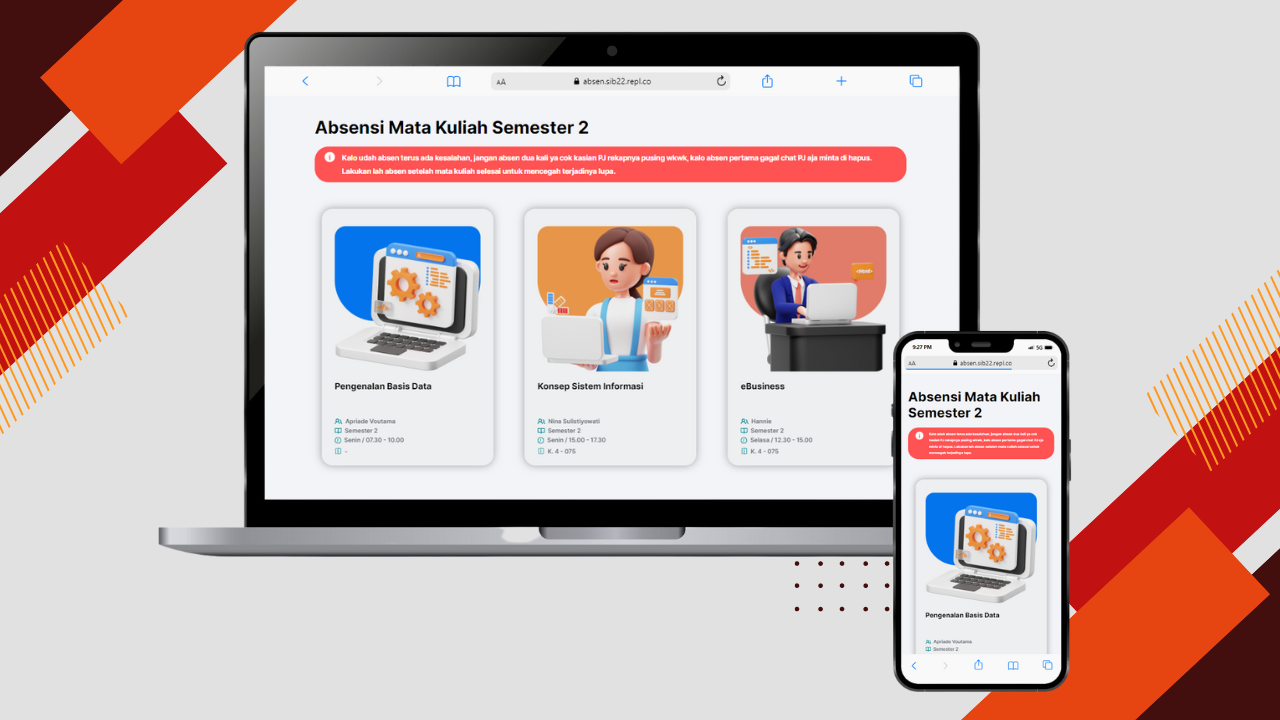 AA
absen.sib22.repl.co
Absensi Mata Kuliah Semester 2
Kalo udah absen terus ada kesalahan, jangan absen dua kali ya cok kasian PJ rekapnya pusing wkwk, kalo absen pertama gagal chat PJ aja minta di hapus.
Lakukan lah absen setelah mata kuliah selesai untuk mencegah terjadinya lupa.
Pengenalan Basis Data
Apriade Voutama
Semester 2
Senin / 07.30 - 10.00
-
Konsep Sistem Informasi
Nina Sulistiyowati
Semester 2
Senin / 15.00 - 17.30
K. 4 - 075
eBusiness
Hannie
Semester 2
Selasa / 12.30 - 15.00
K. 4 - 075
9:27 PM
5G
AA
absen.sib22.repl.co
Absensi Mata Kuliah
Semester 2
Pengenalan Basis Data
Apriade Voutama
Semester 2